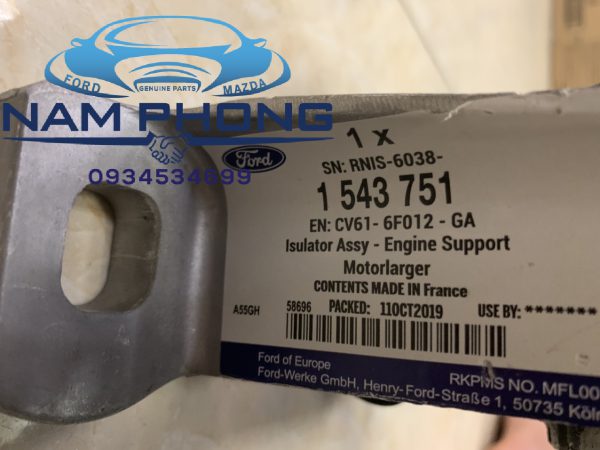 FORD
GENUINE PARTS
MAZDA
NAM PHONG
0934534699
Ford
1 x
SN: RNIS-6038-
1 543 751
EN: CV61- 6F012 - GA
Isulator Assy - Engine Support
Motorlarger
CONTENTS MADE IN France
A55GH
58696 PACKED: 11OCT2019 USE BY: *******
Ford of Europe
RKPMS NO. MFL00
Ford-Werke GmbH, Henry-Ford-Straße 1, 50735 Köln